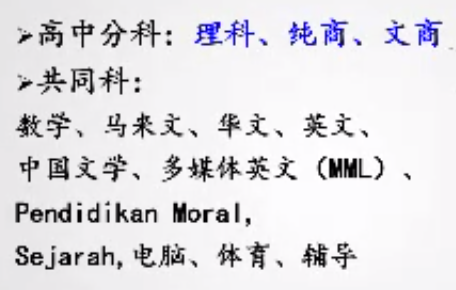 ➢高中分科：理科、纯商、文商
➢共同科：
数学、马来文、华文、英文、
中国文学、多媒体英文（MML）、
Pendidikan Moral,
Sejarah,电脑、体育、辅导